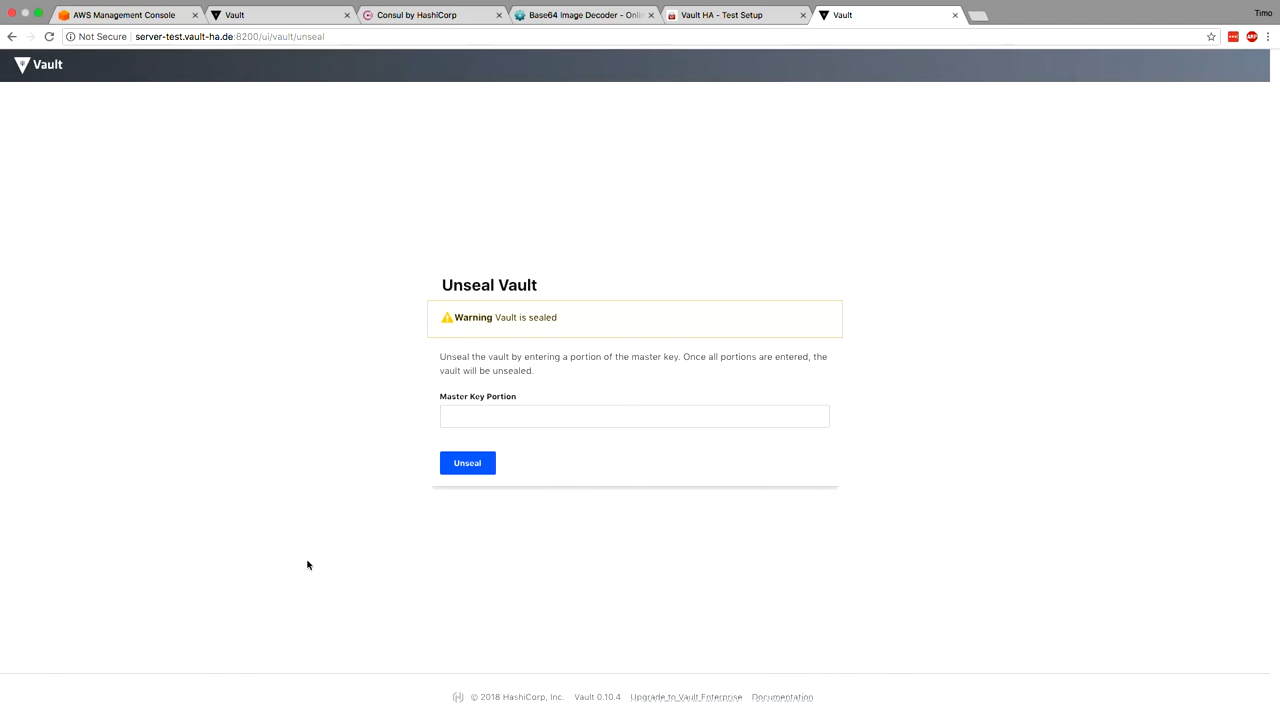 AWS Management Console
Vault
Consul by HashiCorp
Base64 Image Decoder - Onlin
Vault HA - Test Setup
Vault
Timo
Not Secure
server-test.vault-ha.de:8200/ui/vault/unseal
Vault
Unseal Vault
Warning Vault is sealed
Unseal the vault by entering a portion of the master key. Once all portions are entered, the
vault will be unsealed.
Master Key Portion
Unseal
© 2018 HashiCorp, Inc. Vault 0.10.4 Upgrade to Vault Enterprise Documentation